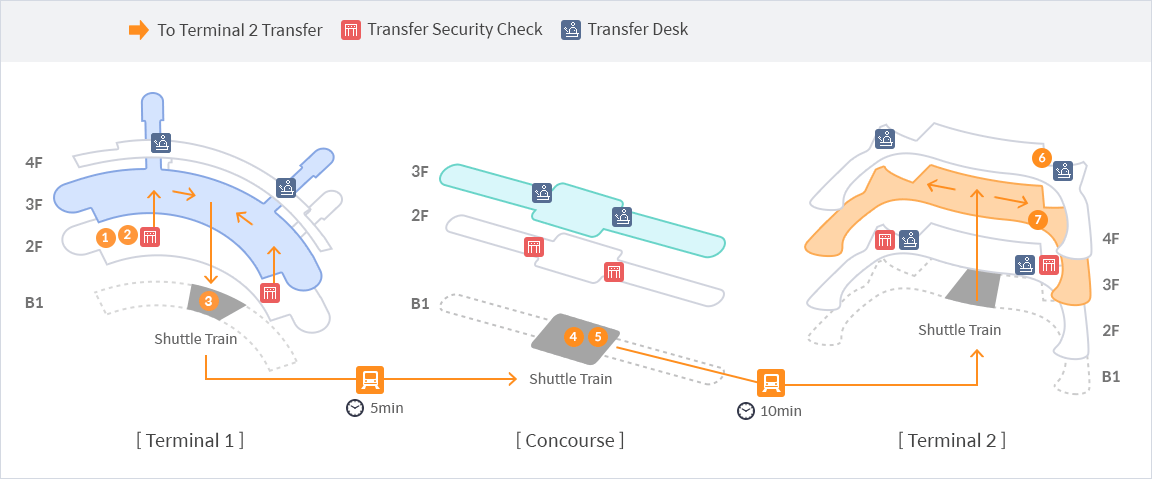 To Terminal 2 Transfer
Transfer Security Check
Transfer Desk
4F
3F
2F
B1
1
2
3
Shuttle Train
5min
[ Terminal 1 ]
3F
2F
B1
4
5
Shuttle Train
10min
[ Concourse ]
6
7
4F
3F
2F
B1
Shuttle Train
[ Terminal 2 ]